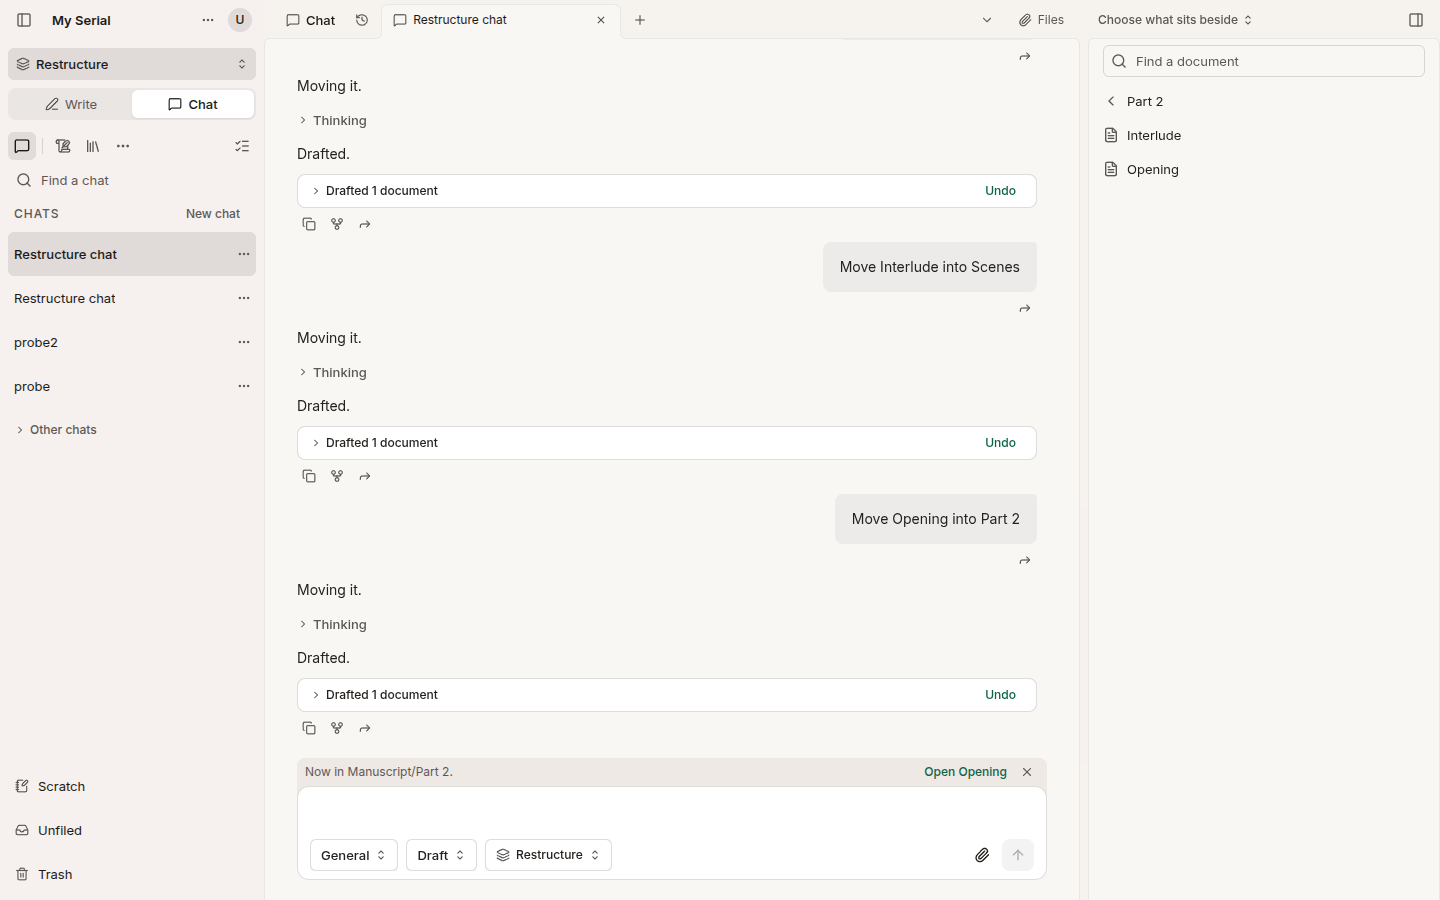 My Serial
U
Restructure
Write
Chat
Find a chat
CHATS
New chat
Restructure chat
Restructure chat
probe2
probe
Other chats
Scratch
Unfiled
Trash
Chat
Restructure chat
Files
Moving it.
Thinking
Drafted.
Drafted 1 document
Undo
Move Interlude into Scenes
Moving it.
Thinking
Drafted.
Drafted 1 document
Undo
Move Opening into Part 2
Moving it.
Thinking
Drafted.
Drafted 1 document
Undo
Now in Manuscript/Part 2.
Open Opening
General
Draft
Restructure
Choose what sits beside
Find a document
Part 2
Interlude
Opening